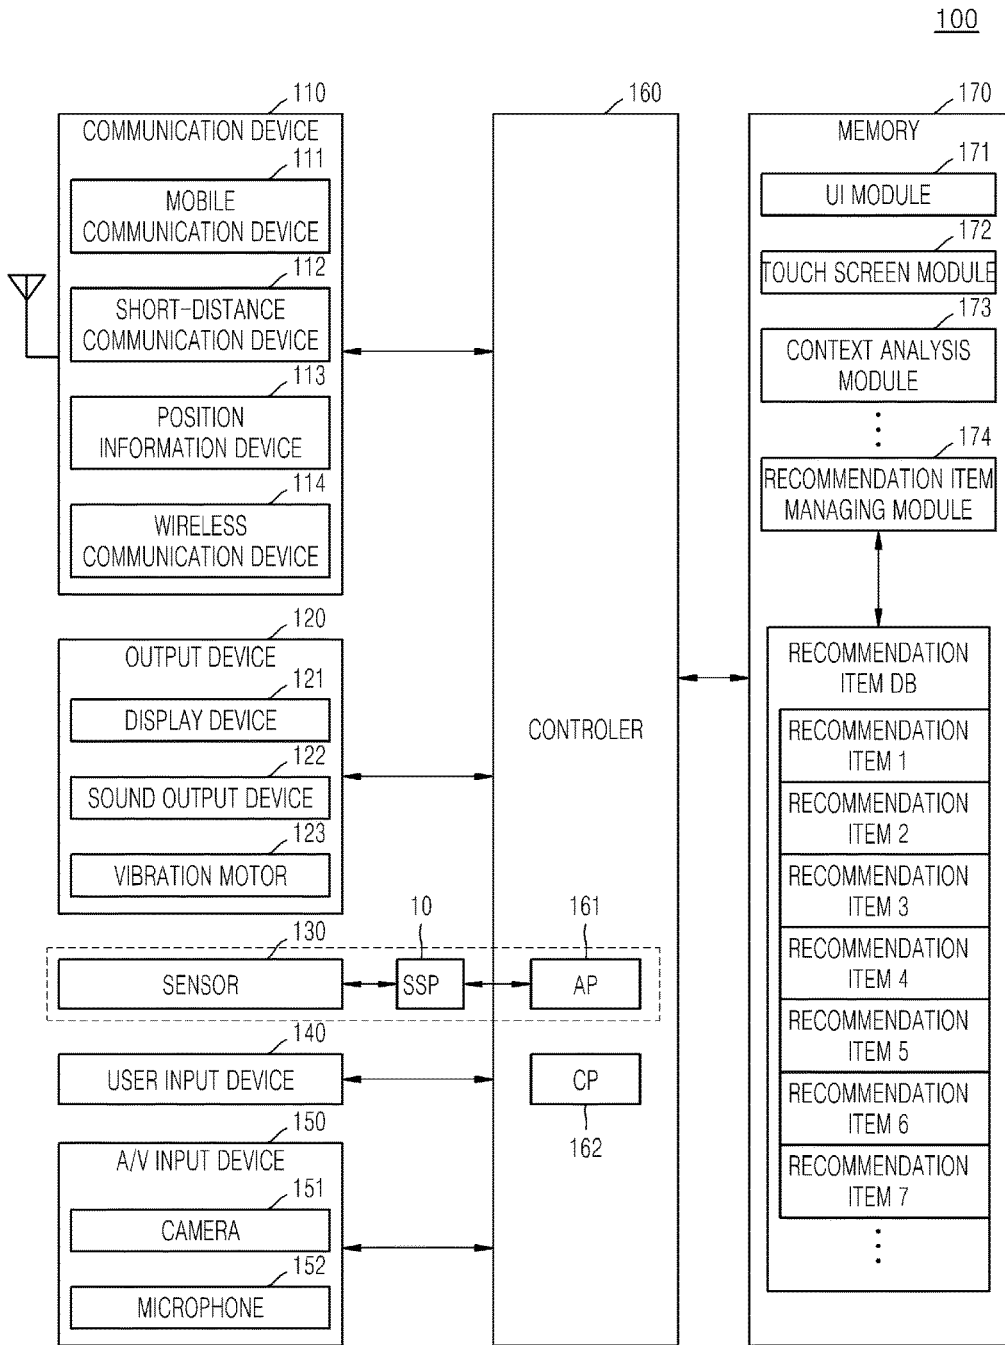 100
110
COMMUNICATION DEVICE
111
MOBILE
COMMUNICATION DEVICE
112
SHORT-DISTANCE
COMMUNICATION DEVICE
113
POSITION
INFORMATION DEVICE
114
WIRELESS
COMMUNICATION DEVICE
120
OUTPUT DEVICE
121
DISPLAY DEVICE
122
SOUND OUTPUT DEVICE
123
VIBRATION MOTOR
130
SENSOR
10
SSP
140
USER INPUT DEVICE
150
A/V INPUT DEVICE
151
CAMERA
152
MICROPHONE
160
CONTROLER
161
AP
CP
162
170
MEMORY
171
UI MODULE
172
TOUCH SCREEN MODULE
173
CONTEXT ANALYSIS
MODULE
174
RECOMMENDATION ITEM
MANAGING MODULE
RECOMMENDATION
ITEM DB
RECOMMENDATION
ITEM 1
RECOMMENDATION
ITEM 2
RECOMMENDATION
ITEM 3
RECOMMENDATION
ITEM 4
RECOMMENDATION
ITEM 5
RECOMMENDATION
ITEM 6
RECOMMENDATION
ITEM 7